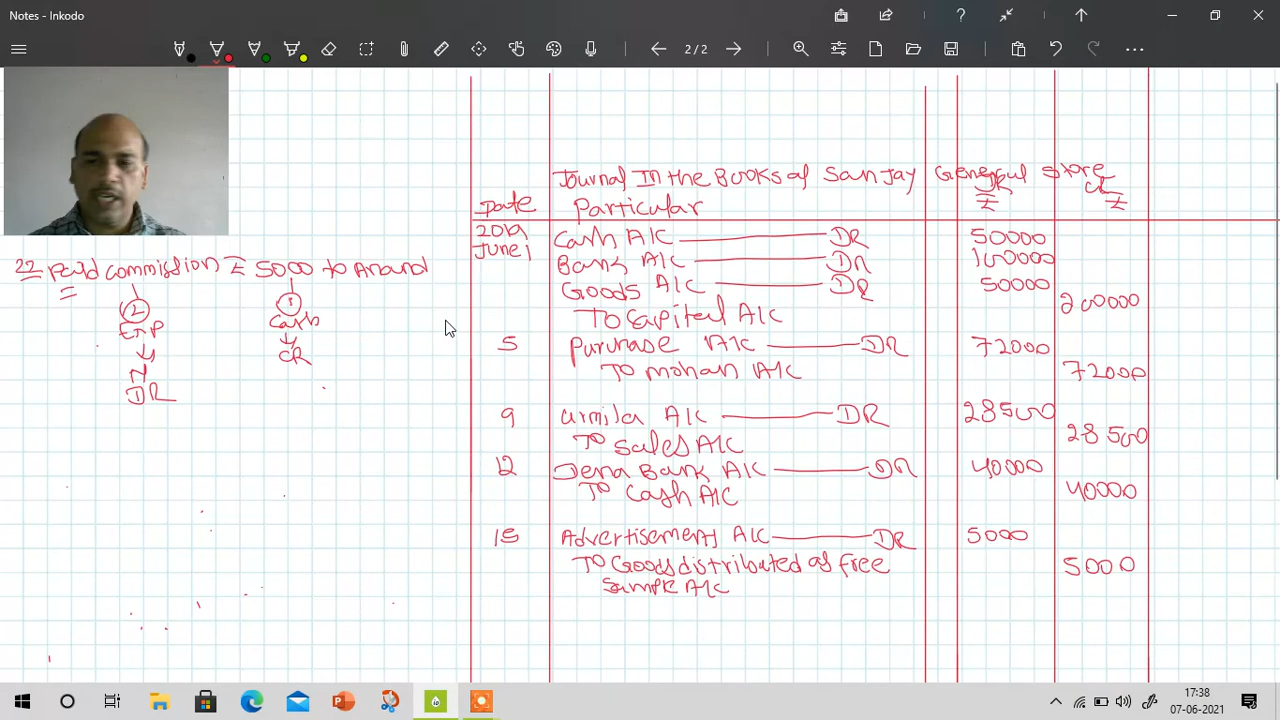 Notes - Inkodo
2/2
Journal In the Books of Sanjay General Store
Date Particular DR ₹ CR ₹
2019
June 1 Cash A/C DR 50000
Bank A/C DR 100000
Goods A/C DR 50000
To Capital A/C 200000
5 Purchase A/C DR 72000
To mohan A/C 72000
9 urmila A/C DR 28500
To Sales A/C 28500
12 Dena Bank A/C DR 40000
To Cash A/C 40000
15 Advertisement A/C DR 5000
To Goods distributed as free 5000
Sample A/C
22 Paid commission ₹ 5000 to Anand
2 1
EXP Cash
N CR
DR
17:38
07-06-2021